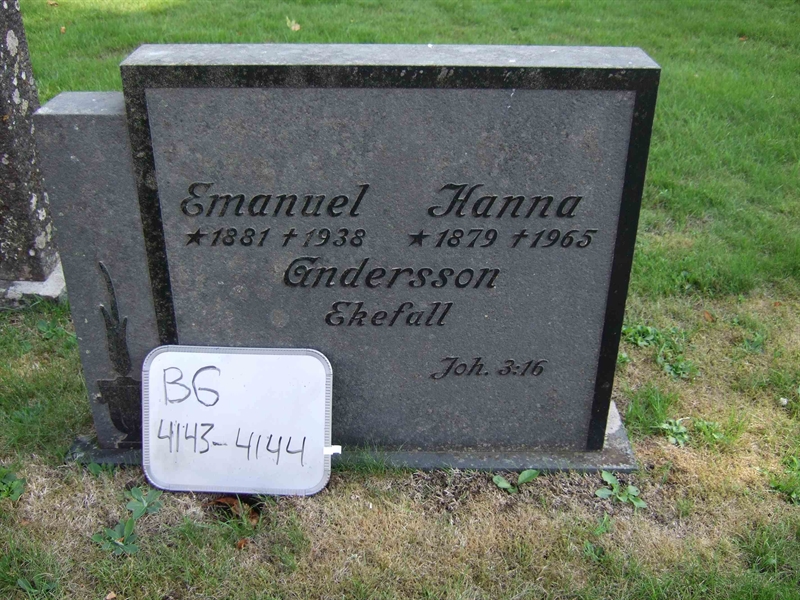 Emanuel Hanna
★1881 †1938 ★1879 †1965
Andersson
Ekefall
Joh. 3:16
BG
4143-4144